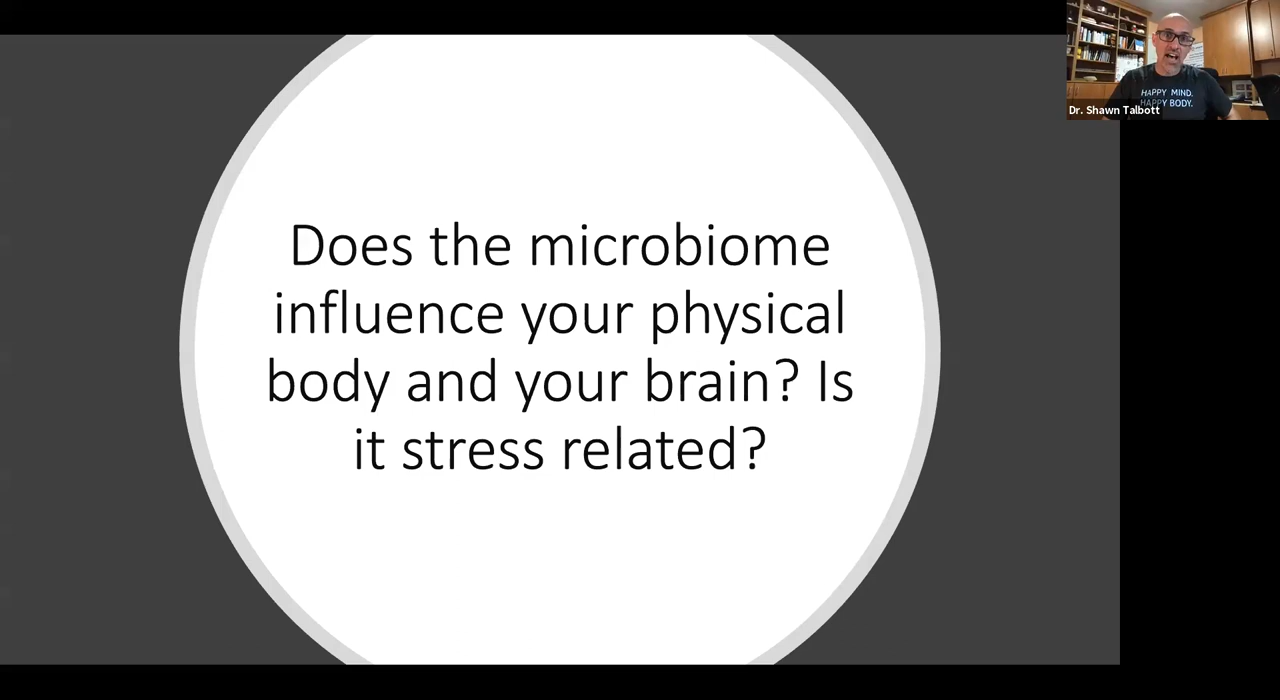 Does the microbiome
influence your physical
body and your brain? Is
it stress related?
HAPPY MIND.
HAPPY BODY.
Dr. Shawn Talbott